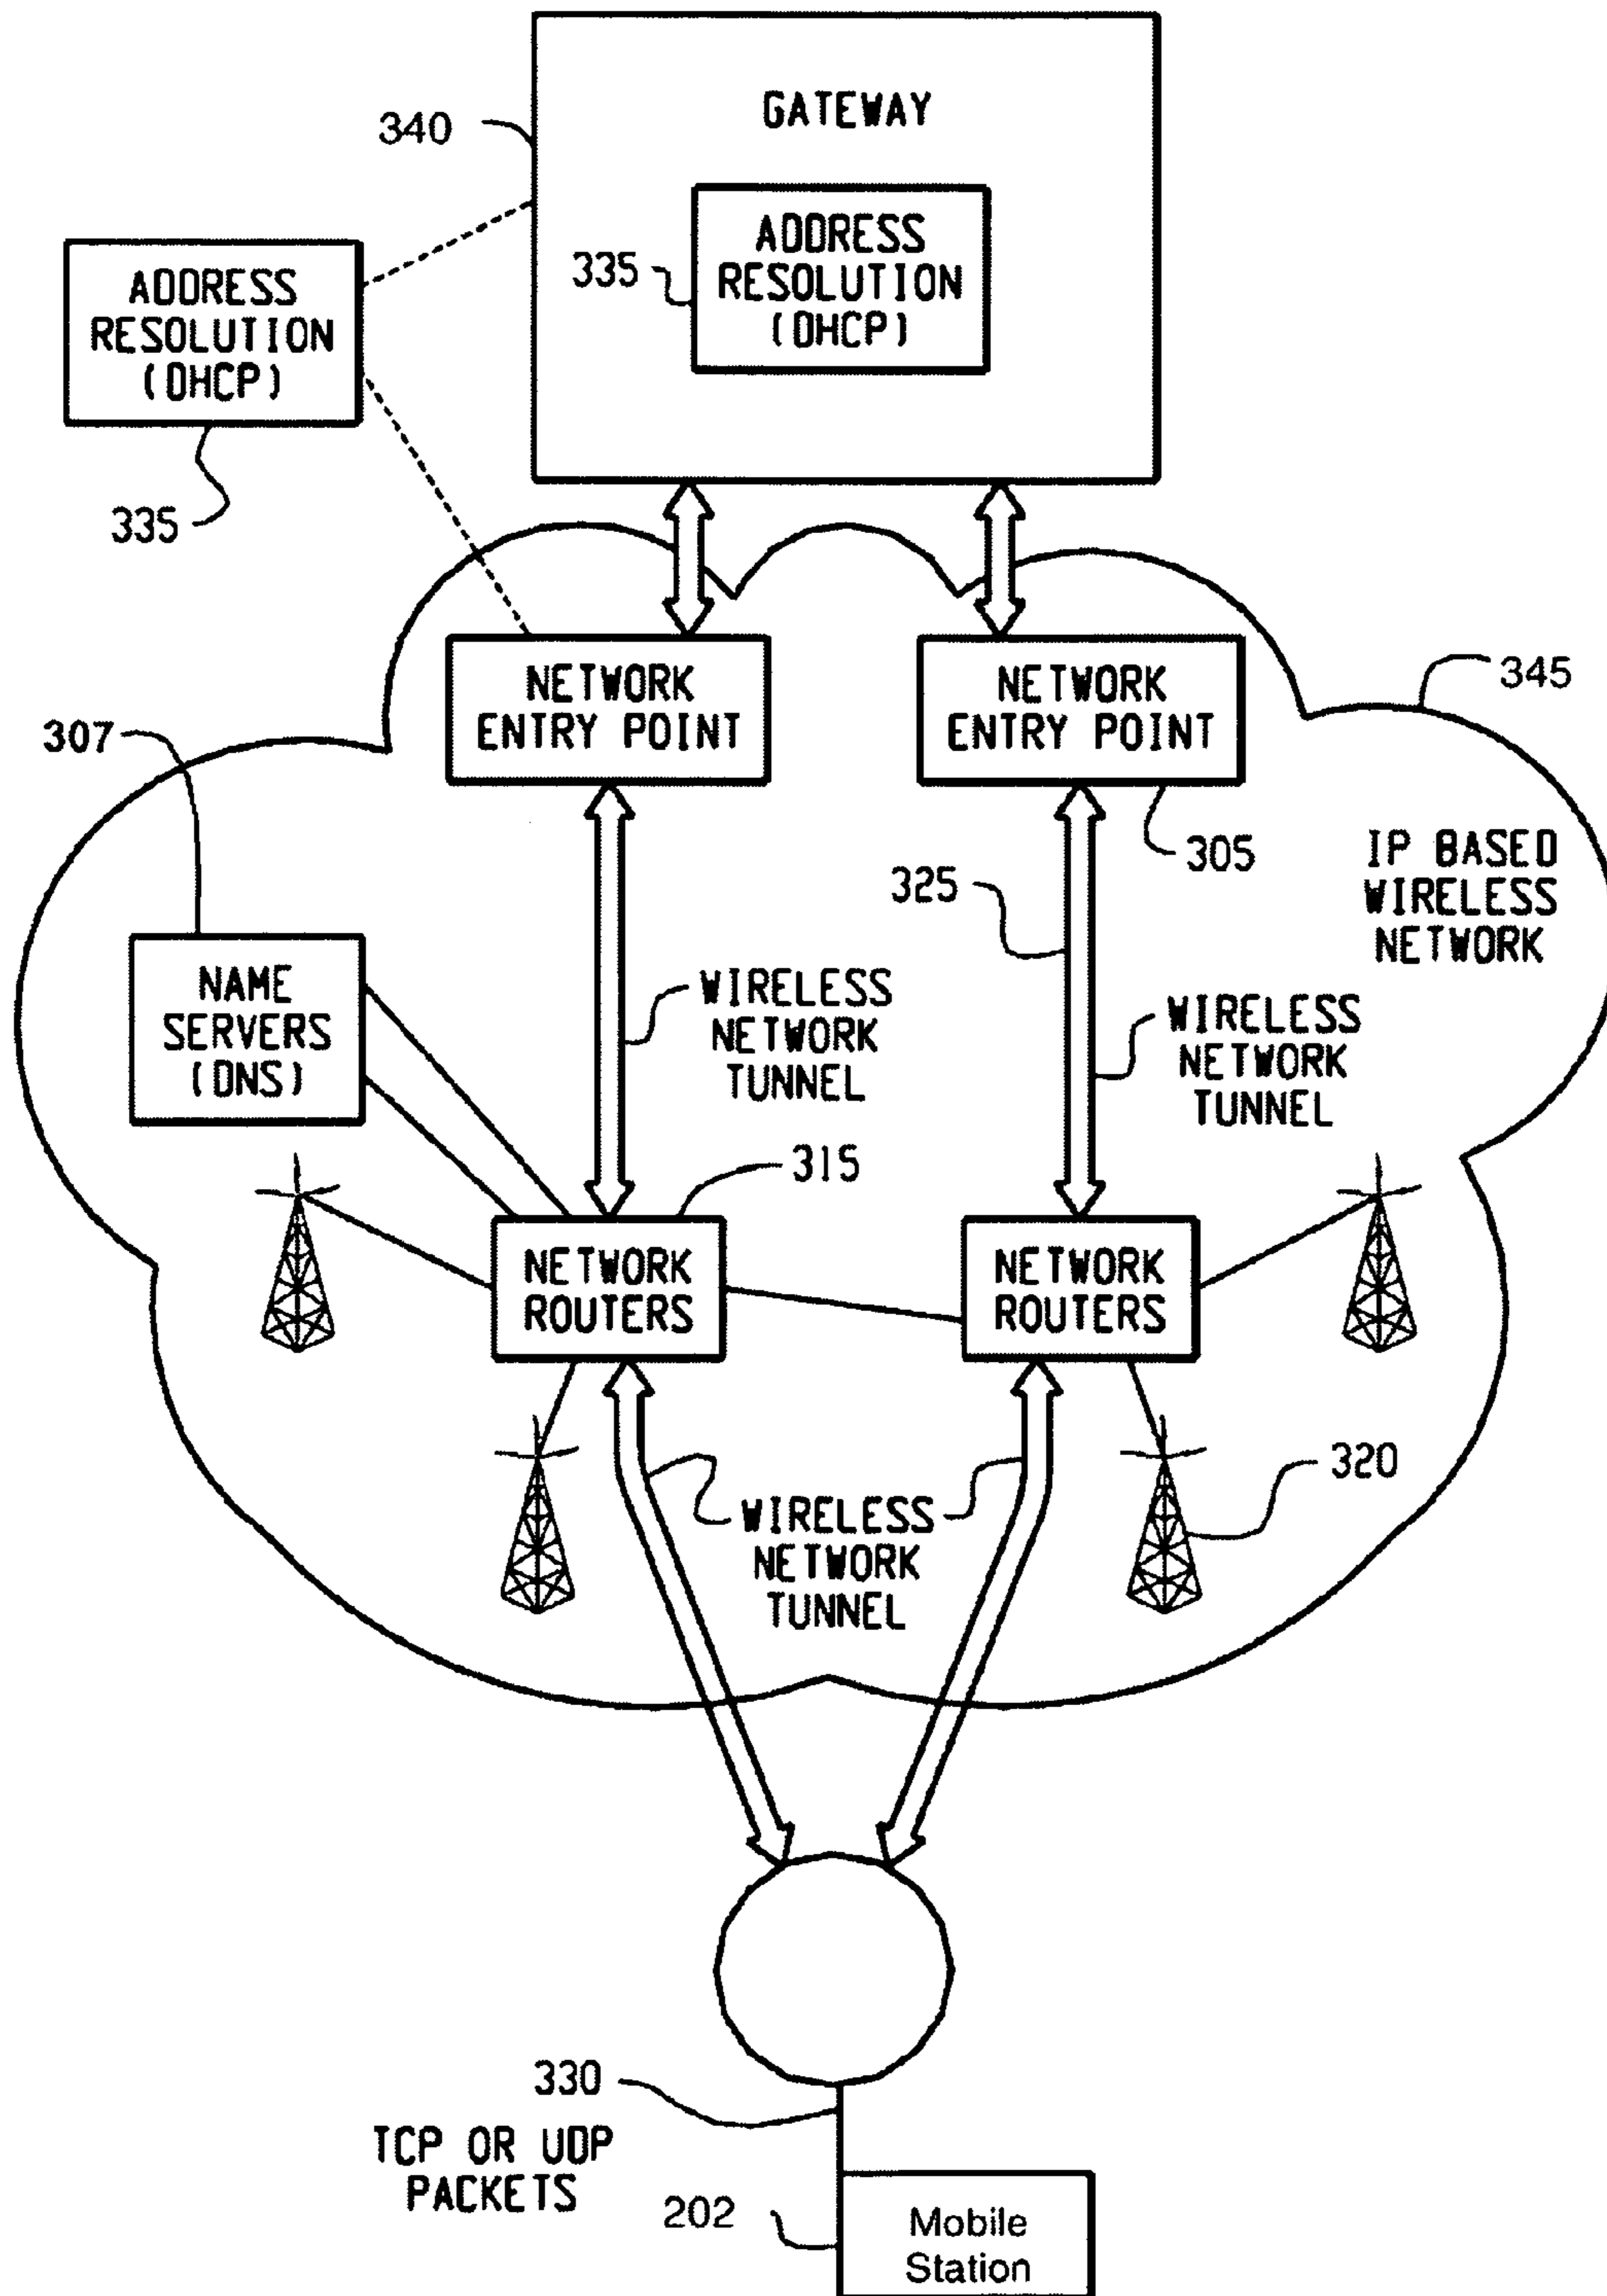 GATEWAY
340
ADDRESS
RESOLUTION
(DHCP)
335
ADDRESS
RESOLUTION
(DHCP)
335
NETWORK
ENTRY POINT
NETWORK
ENTRY POINT
345
307
305
325
IP BASED
WIRELESS
NETWORK
NAME
SERVERS
(DNS)
WIRELESS
NETWORK
TUNNEL
WIRELESS
NETWORK
TUNNEL
315
NETWORK
ROUTERS
NETWORK
ROUTERS
320
WIRELESS
NETWORK
TUNNEL
330
TCP OR UDP
PACKETS
202
Mobile
Station